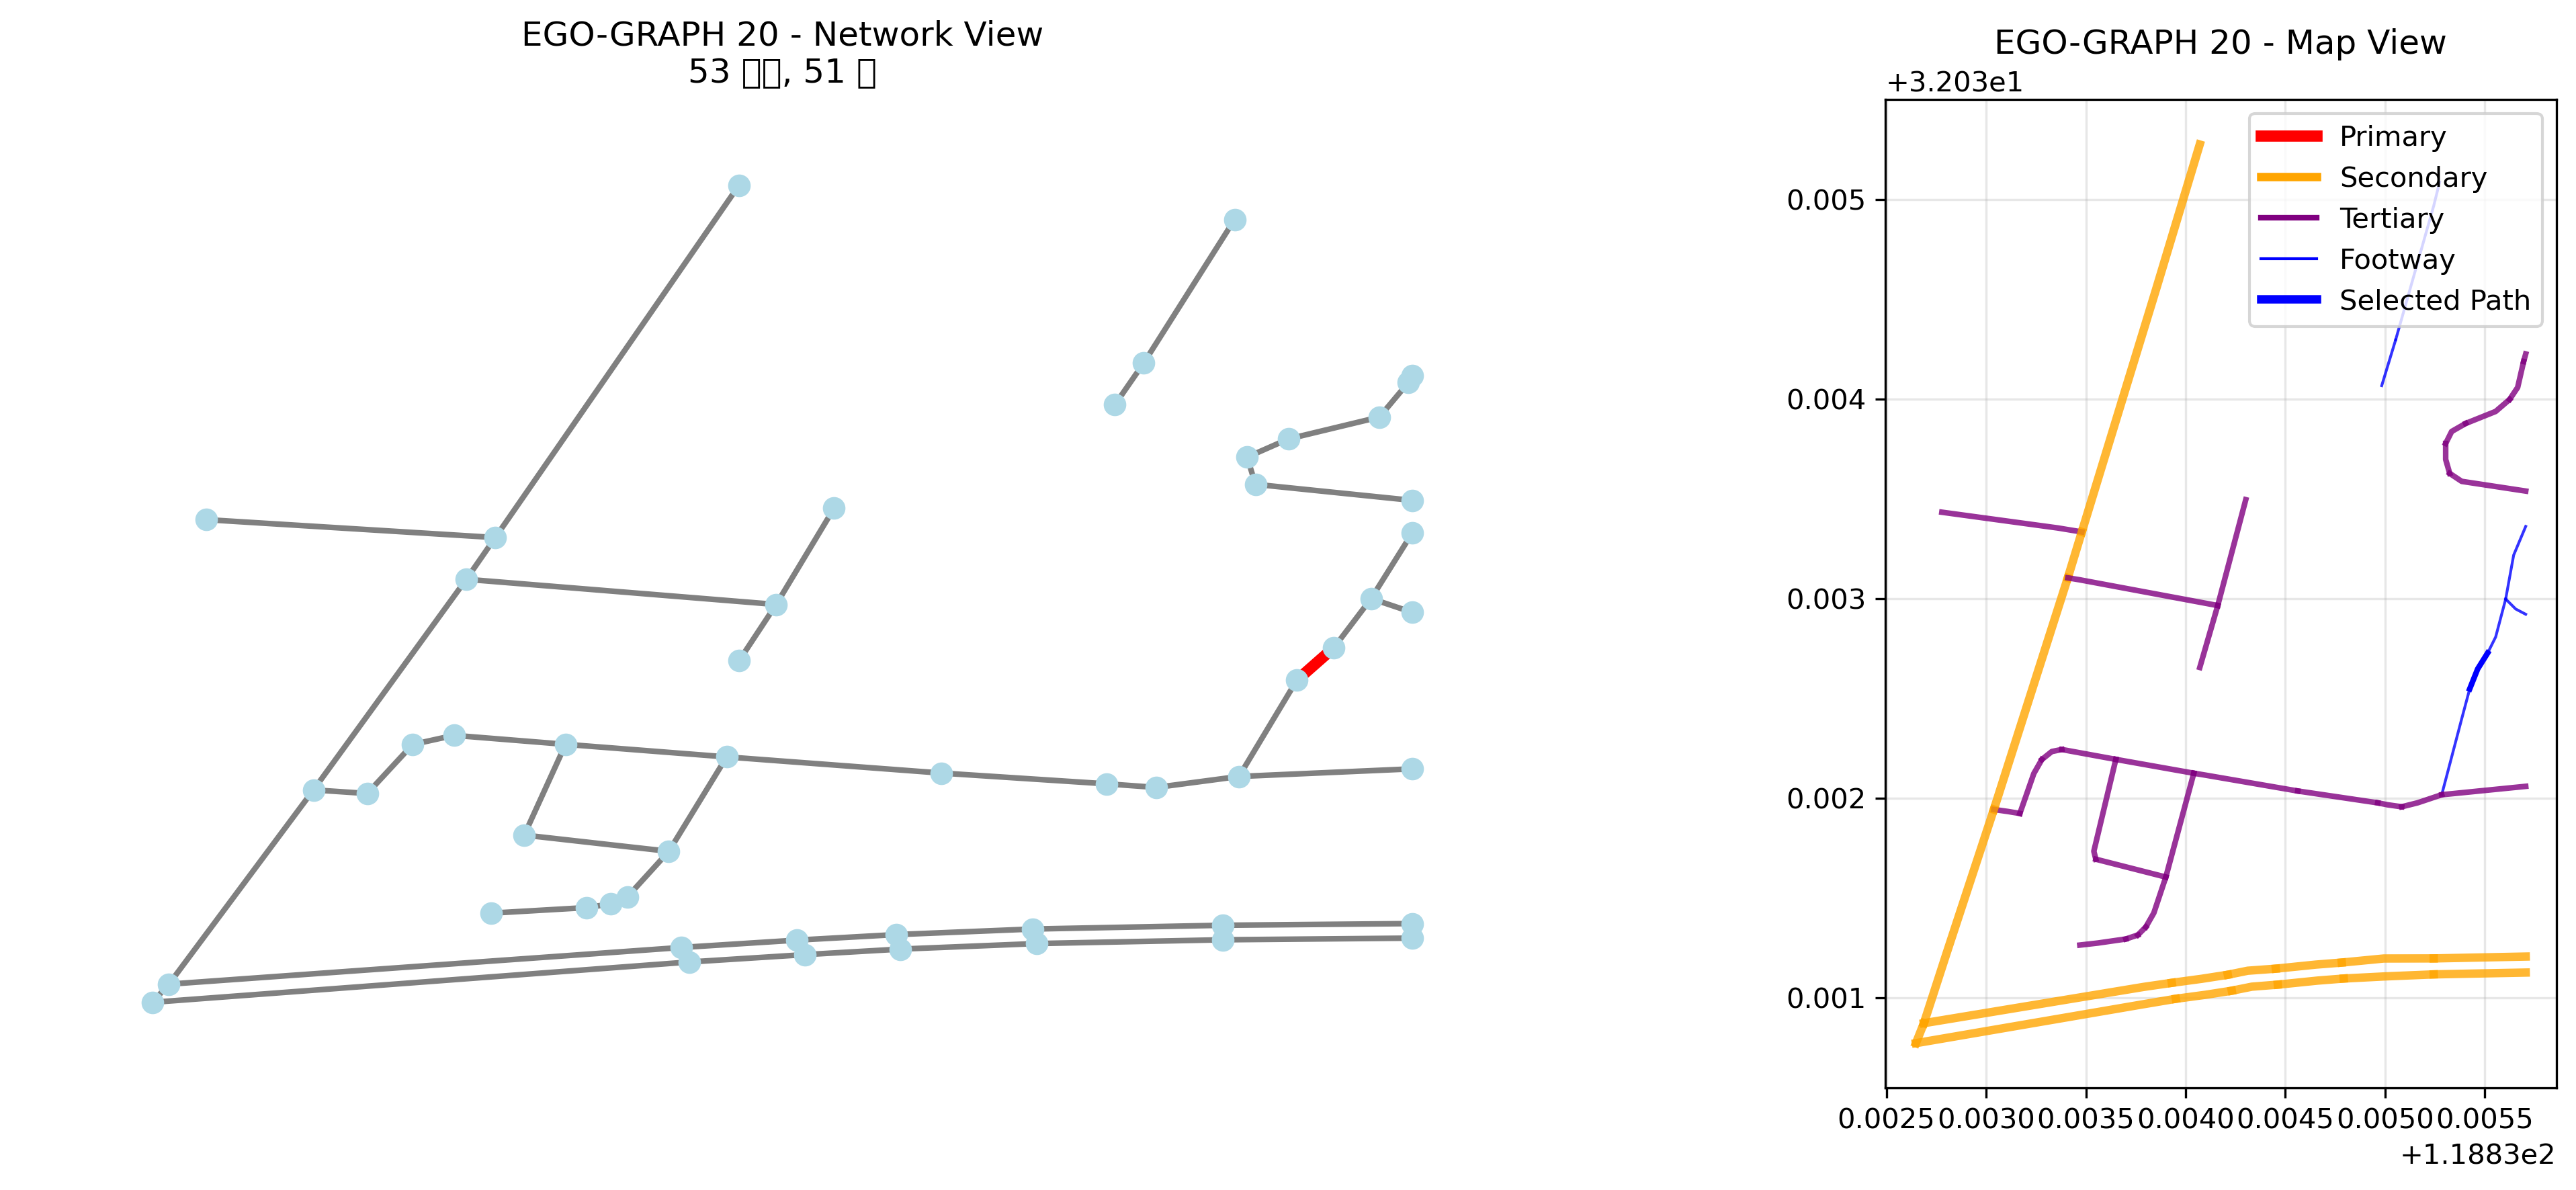 EGO-GRAPH 20 - Network View
53 , 51
EGO-GRAPH 20 - Map View
+3.203e1
Primary
Secondary
Tertiary
Footway
Selected Path
0.005
0.004
0.003
0.002
0.001
0.0025 0.0030 0.0035 0.0040 0.0045 0.0050 0.0055
+1.1883e2